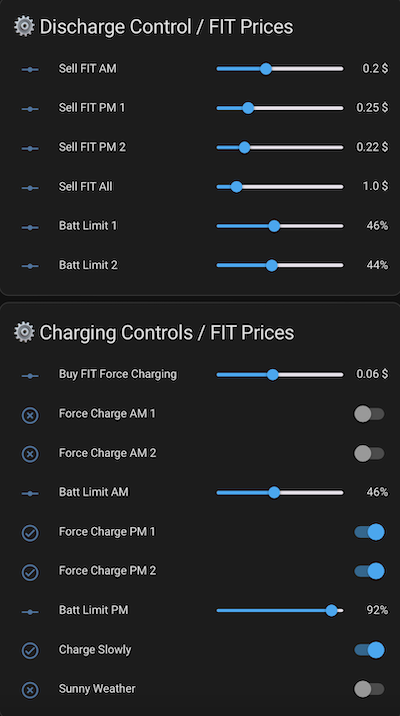 Discharge Control / FIT Prices
Sell FIT AM 0.2 $
Sell FIT PM 1 0.25 $
Sell FIT PM 2 0.22 $
Sell FIT All 1.0 $
Batt Limit 1 46%
Batt Limit 2 44%
Charging Controls / FIT Prices
Buy FIT Force Charging 0.06 $
Force Charge AM 1
Force Charge AM 2
Batt Limit AM 46%
Force Charge PM 1
Force Charge PM 2
Batt Limit PM 92%
Charge Slowly
Sunny Weather